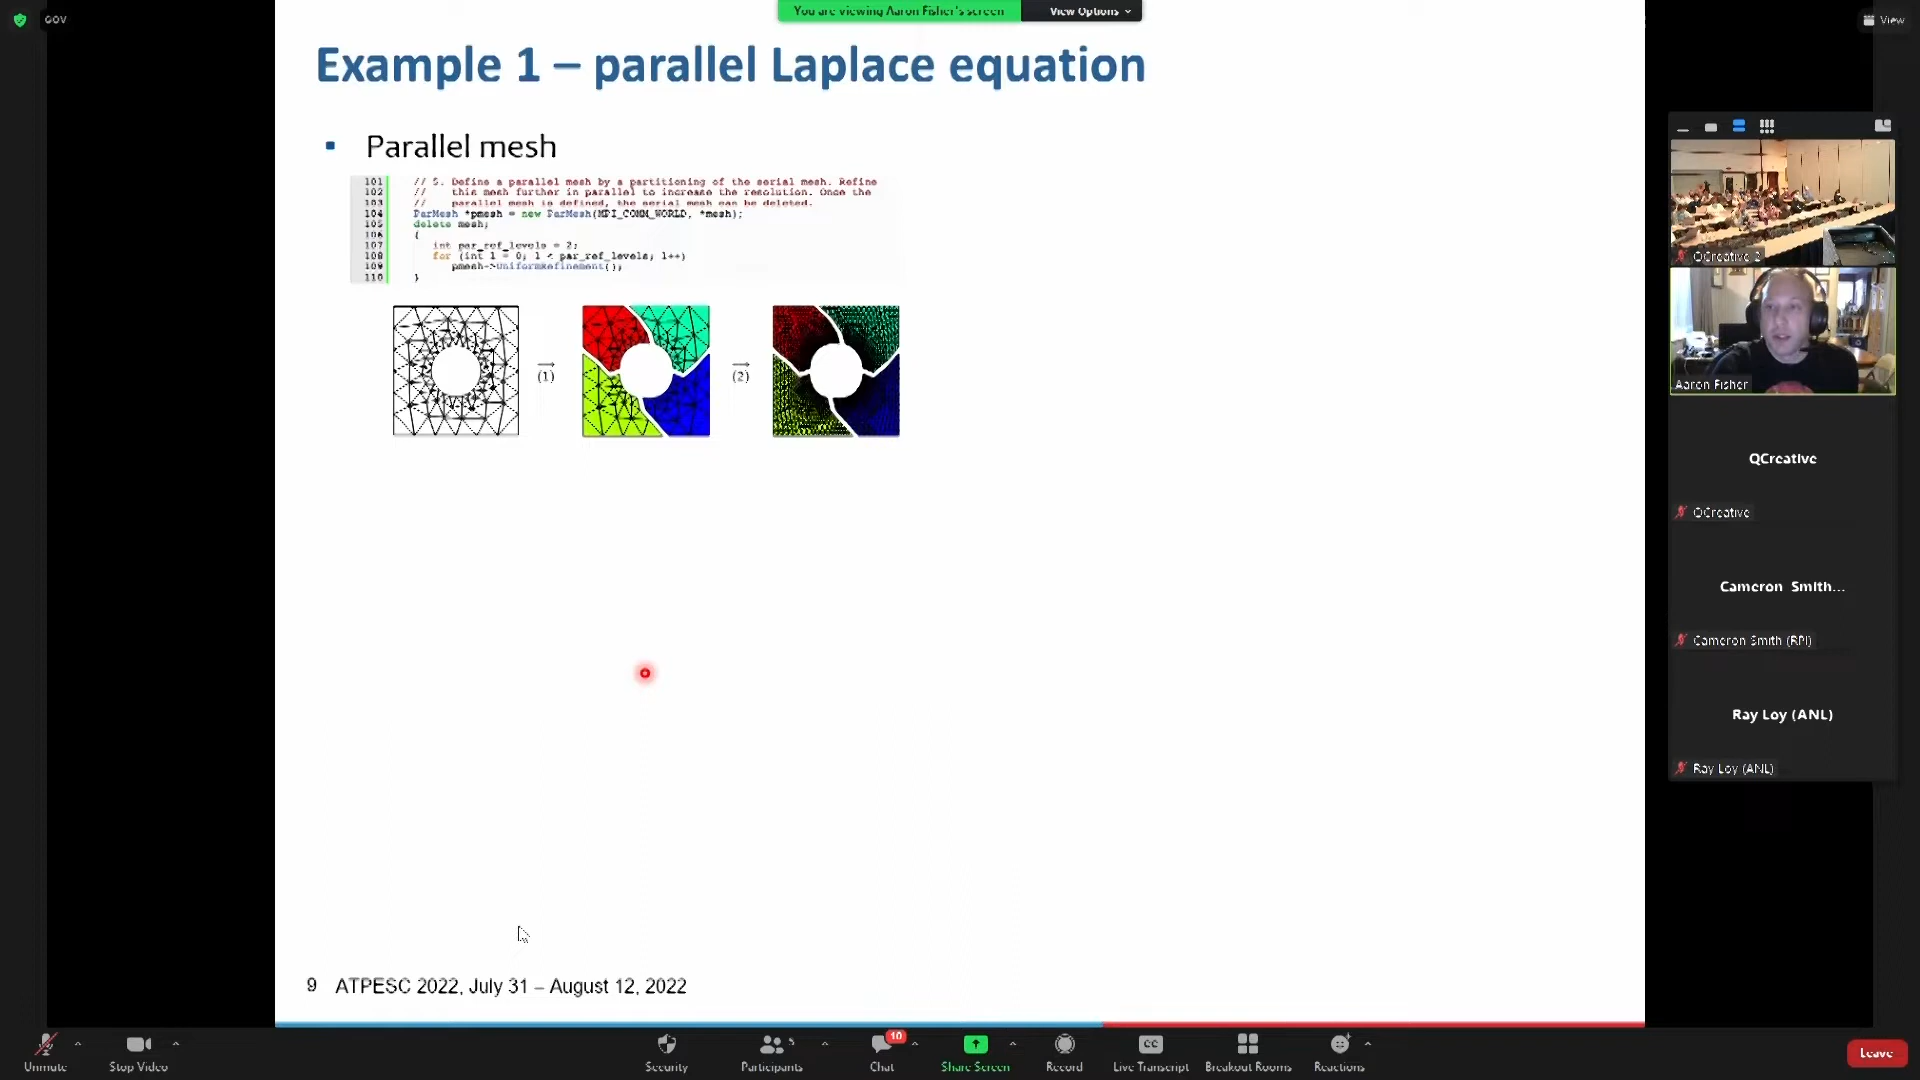 GOV
You are viewing Aaron Fisher's screen
View Options
View
Example 1 – parallel Laplace equation
▪ Parallel mesh
101 // 5. Define a parallel mesh by a partitioning of the serial mesh. Refine
102 // this mesh further in parallel to increase the resolution. Once the
103 // parallel mesh is defined, the serial mesh can be deleted.
104 ParMesh *pmesh = new ParMesh(MPI_COMM_WORLD, *mesh);
105 delete mesh;
106 {
107 int par_ref_levels = 2;
108 for (int l = 0; l < par_ref_levels; l++)
109 pmesh->UniformRefinement();
110 }
→ →
(1) (2)
9 ATPESC 2022, July 31 – August 12, 2022
QCreative 2
Aaron Fisher
QCreative
QCreative
Cameron Smith...
Cameron Smith (RPI)
Ray Loy (ANL)
Ray Loy (ANL)
10
5
CC
Unmute
Stop Video
Security
Participants
Chat
Share Screen
Record
Live Transcript
Breakout Rooms
Reactions
Leave